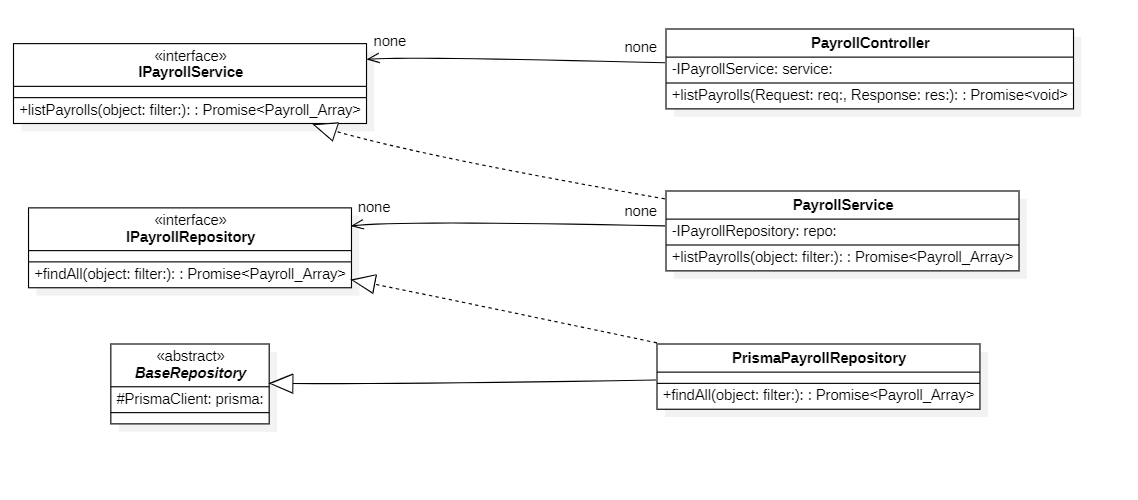 «interface»
IPayrollService
+listPayrolls(object: filter:): : Promise<Payroll_Array>
none
none
PayrollController
-IPayrollService: service:
+listPayrolls(Request: req:, Response: res:): : Promise<void>
«interface»
IPayrollRepository
+findAll(object: filter:): : Promise<Payroll_Array>
none
none
PayrollService
-IPayrollRepository: repo:
+listPayrolls(object: filter:): : Promise<Payroll_Array>
«abstract»
BaseRepository
#PrismaClient: prisma:
PrismaPayrollRepository
+findAll(object: filter:): : Promise<Payroll_Array>